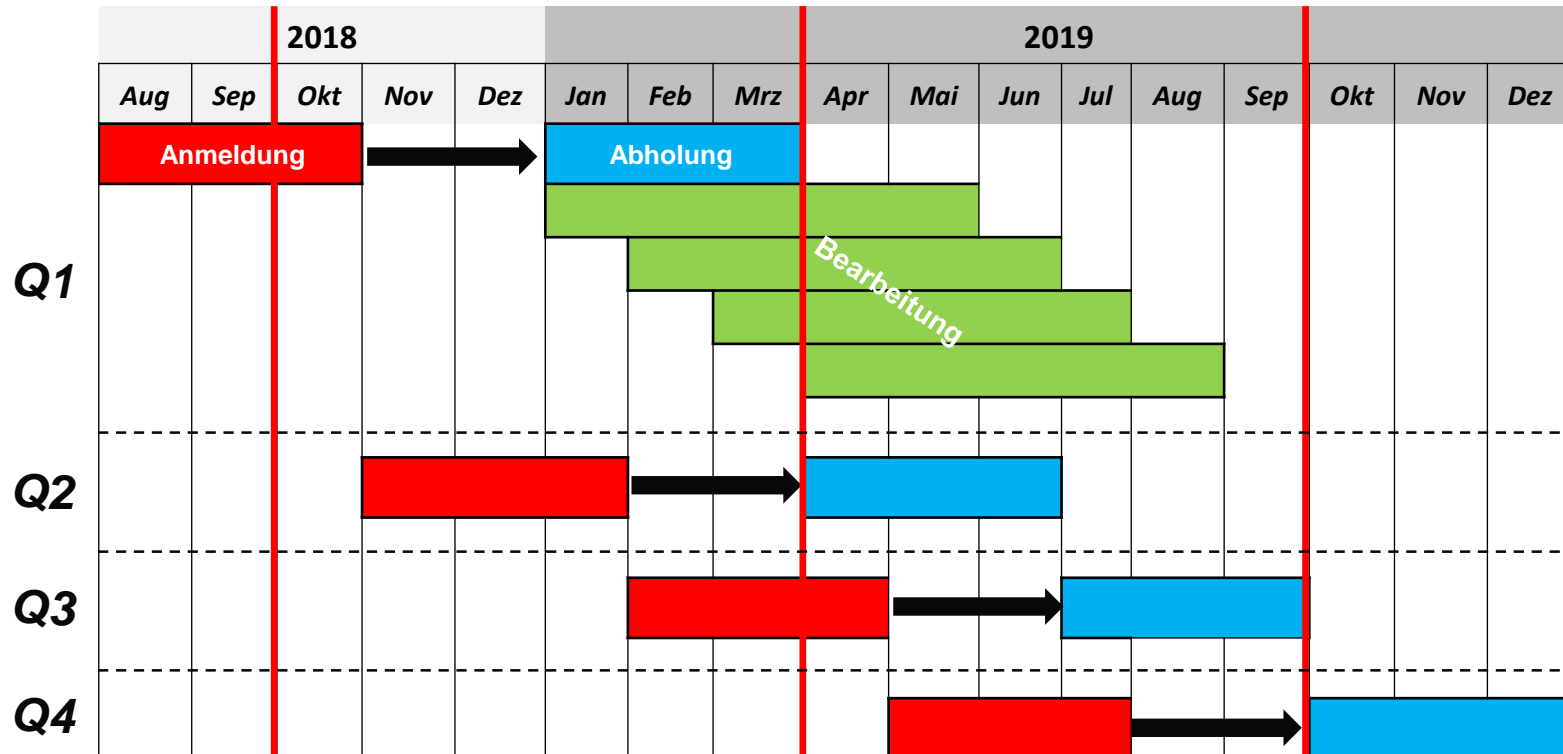 2018 2019
Aug Sep Okt Nov Dez Jan Feb Mrz Apr Mai Jun Jul Aug Sep Okt Nov Dez
Anmeldung Abholung
Bearbeitung
Q1
Q2
Q3
Q4